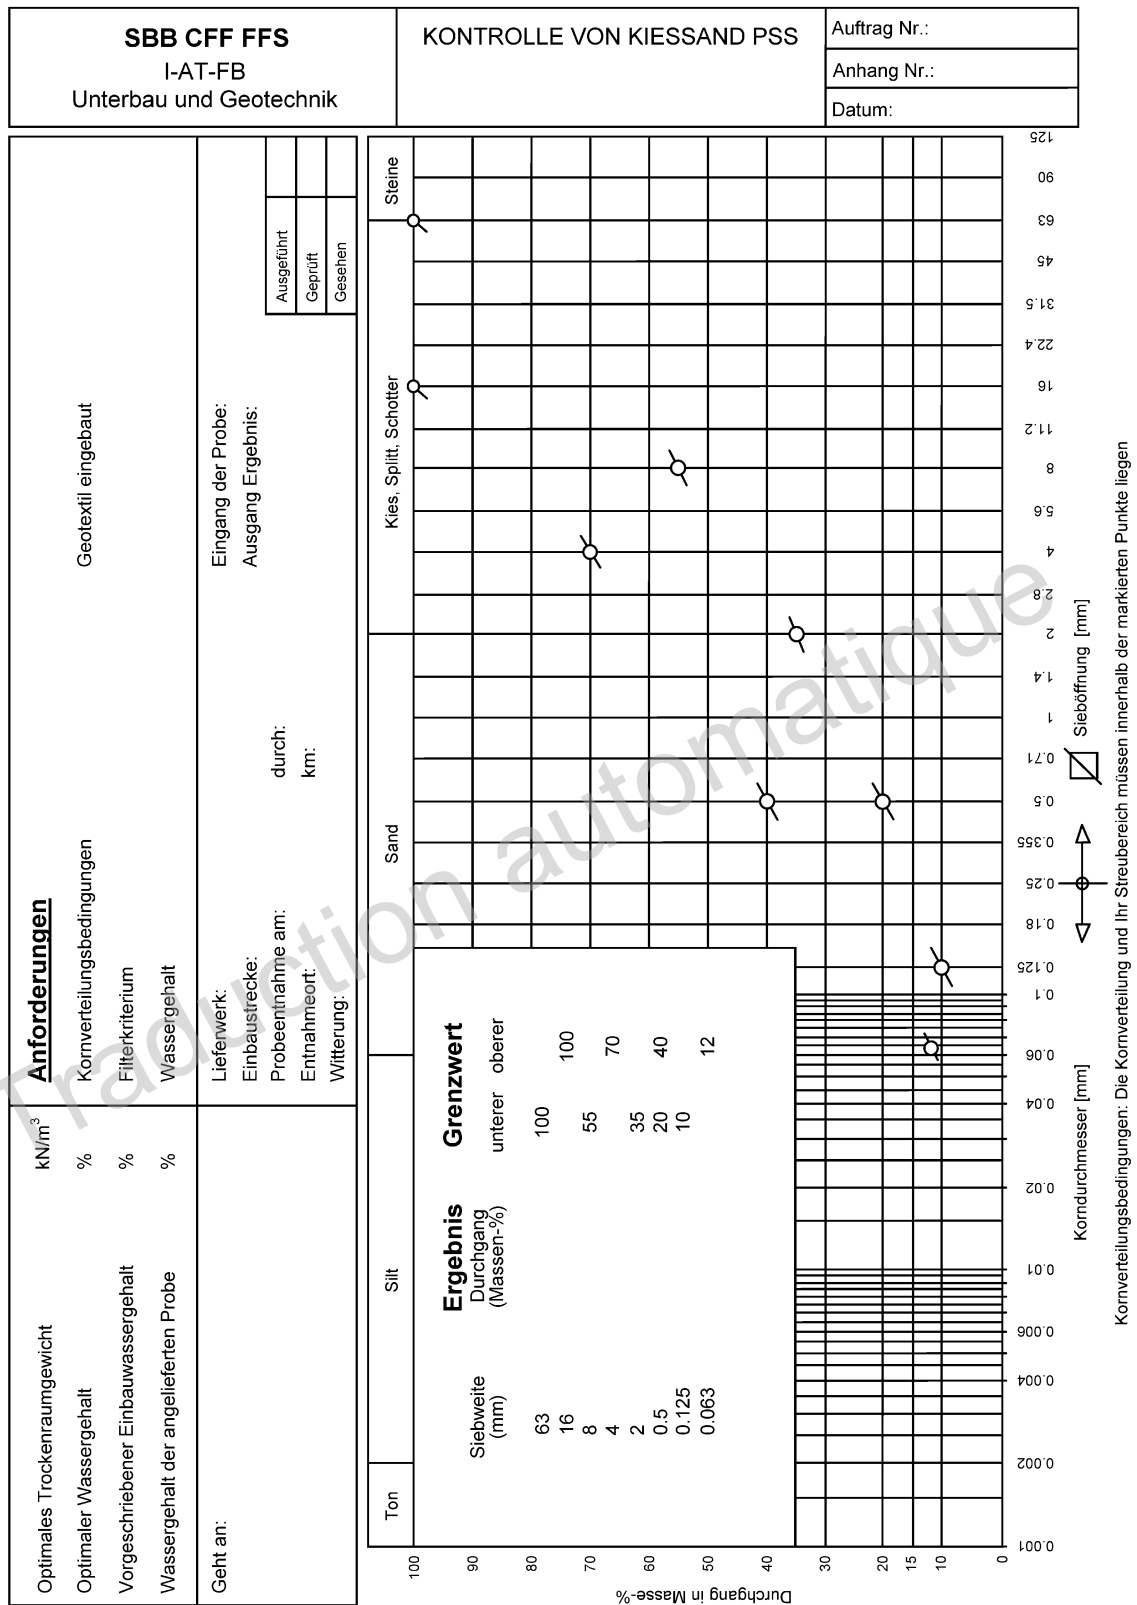 SBB CFF FFS
I-AT-FB
Unterbau und Geotechnik
KONTROLLE VON KIESSAND PSS
Auftrag Nr.:
Anhang Nr.:
Datum:
Optimales Trockenraumgewicht kN/m³
Optimaler Wassergehalt %
Vorgeschriebener Einbauwassergehalt %
Wassergehalt der angelieferten Probe %
Anforderungen
Kornverteilungsbedingungen
Geotextil eingebaut
Filterkriterium
Wassergehalt
Geht an:
Lieferwerk:
Einbaustrecke:
Probeentnahme am: durch:
Entnahmeort: km:
Witterung:
Eingang der Probe:
Ausgang Ergebnis:
Ausgeführt
Geprüft
Gesehen
Ton
Silt
Sand
Kies, Splitt, Schotter
Steine
Ergebnis Grenzwert
Siebweite (mm)
Durchgang (Massen-%)
unterer oberer
63 100
16 100
8 55
4 70
2 35
0.5 20 40
0.125 10
0.063 12
Durchgang in Masse-%
100
90
80
70
60
50
40
30
20
15
10
0
0.001
0.002
0.004
0.006
0.01
0.02
0.04
0.06
0.1
0.125
0.18
0.25
0.355
0.5
0.71
1
1.4
2
2.8
4
5.6
8
11.2
16
22.4
31.5
45
63
90
125
Korndurchmesser [mm]
Sieböffnung [mm]
Kornverteilungsbedingungen: Die Kornverteilung und Ihr Streubereich müssen innerhalb der markierten Punkte liegen
Traduction automatique